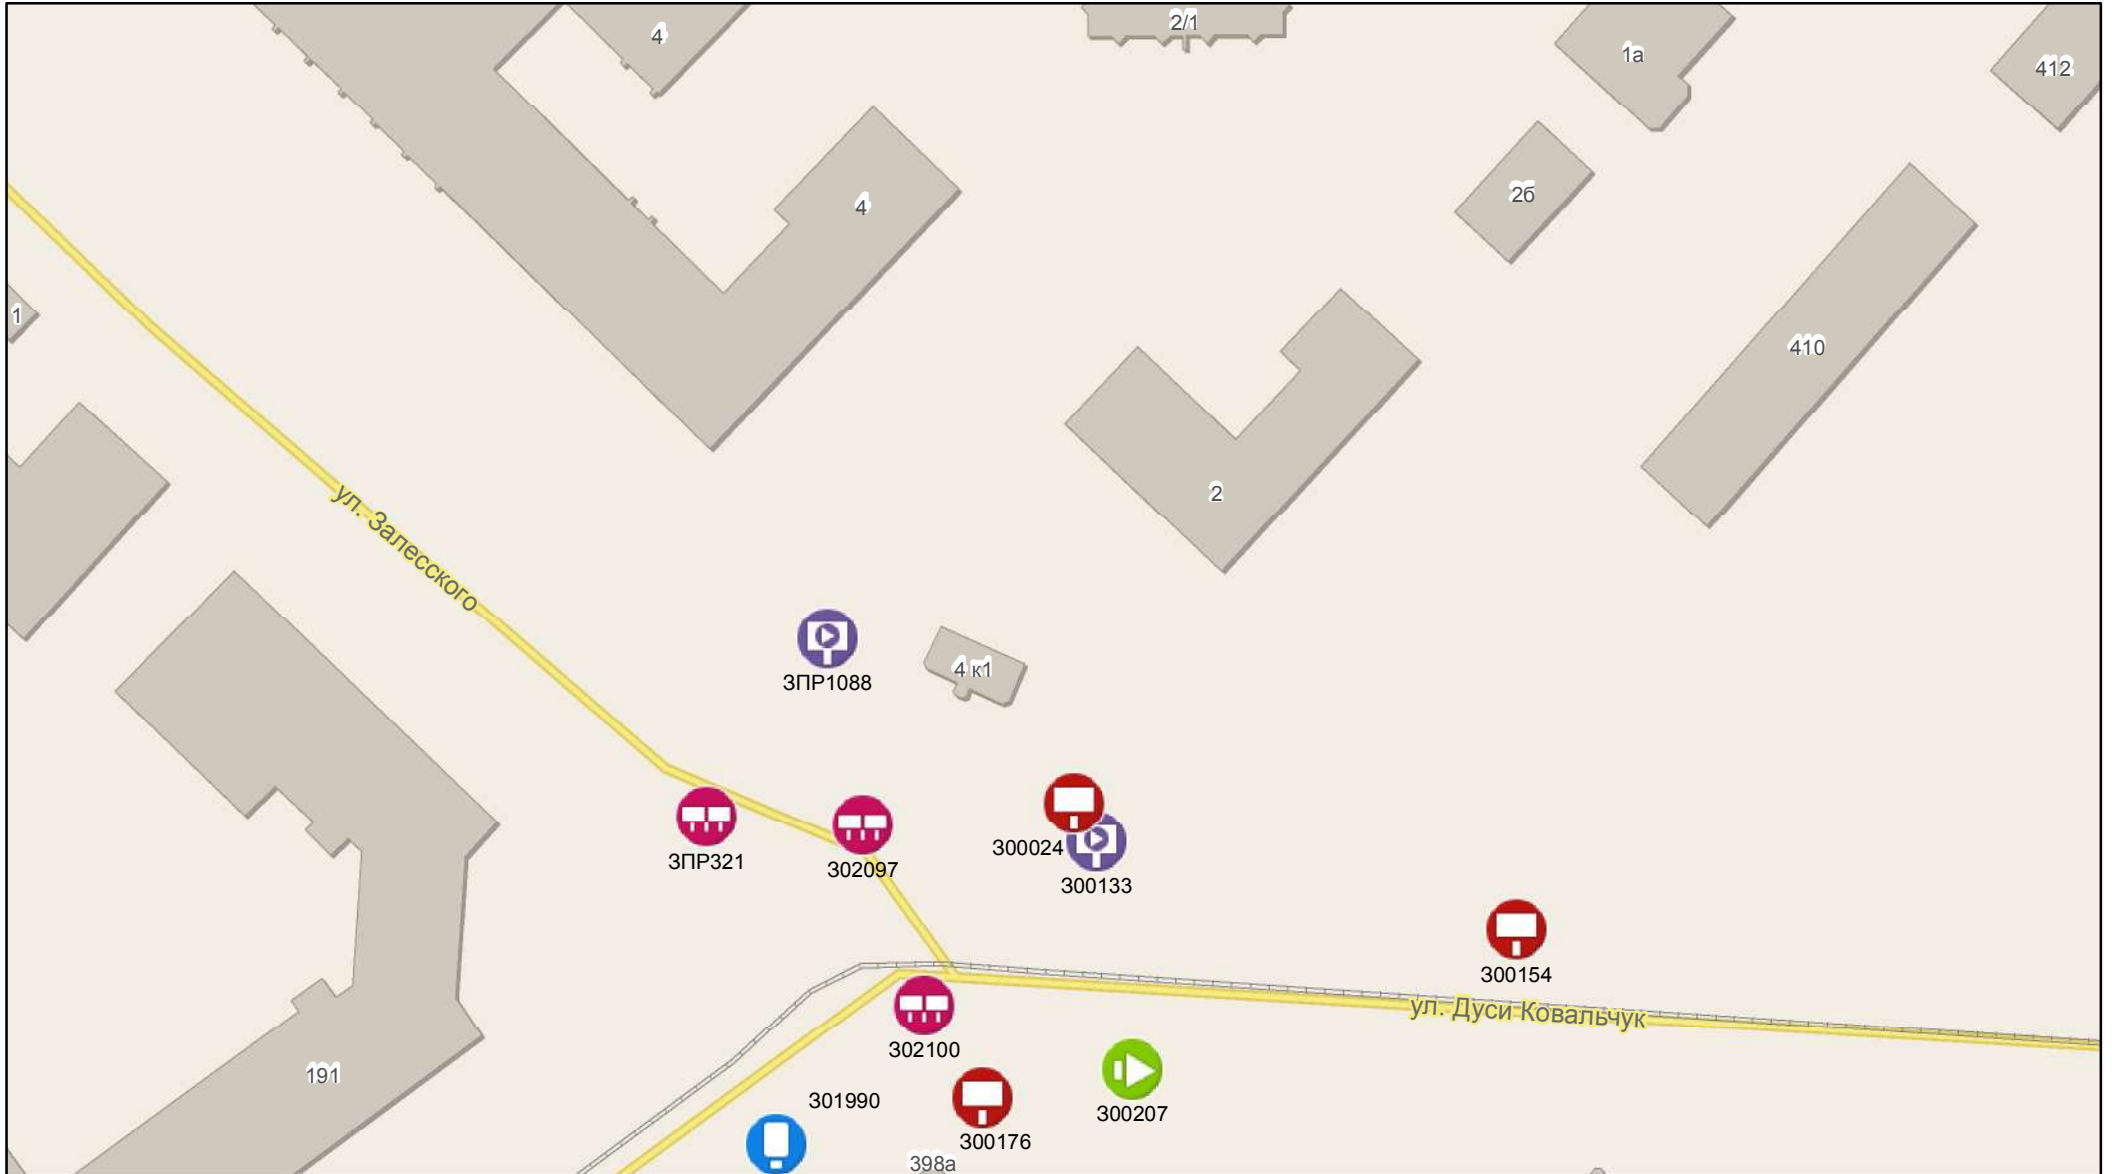 4
2/1
1а
412
2б
4
1
410
2
ул. Залесского
4 к1
ЗПР1088
300024
ЗПР321
302097
300133
300154
ул. Дуси Ковальчук
302100
191
301990
300207
300176
398а